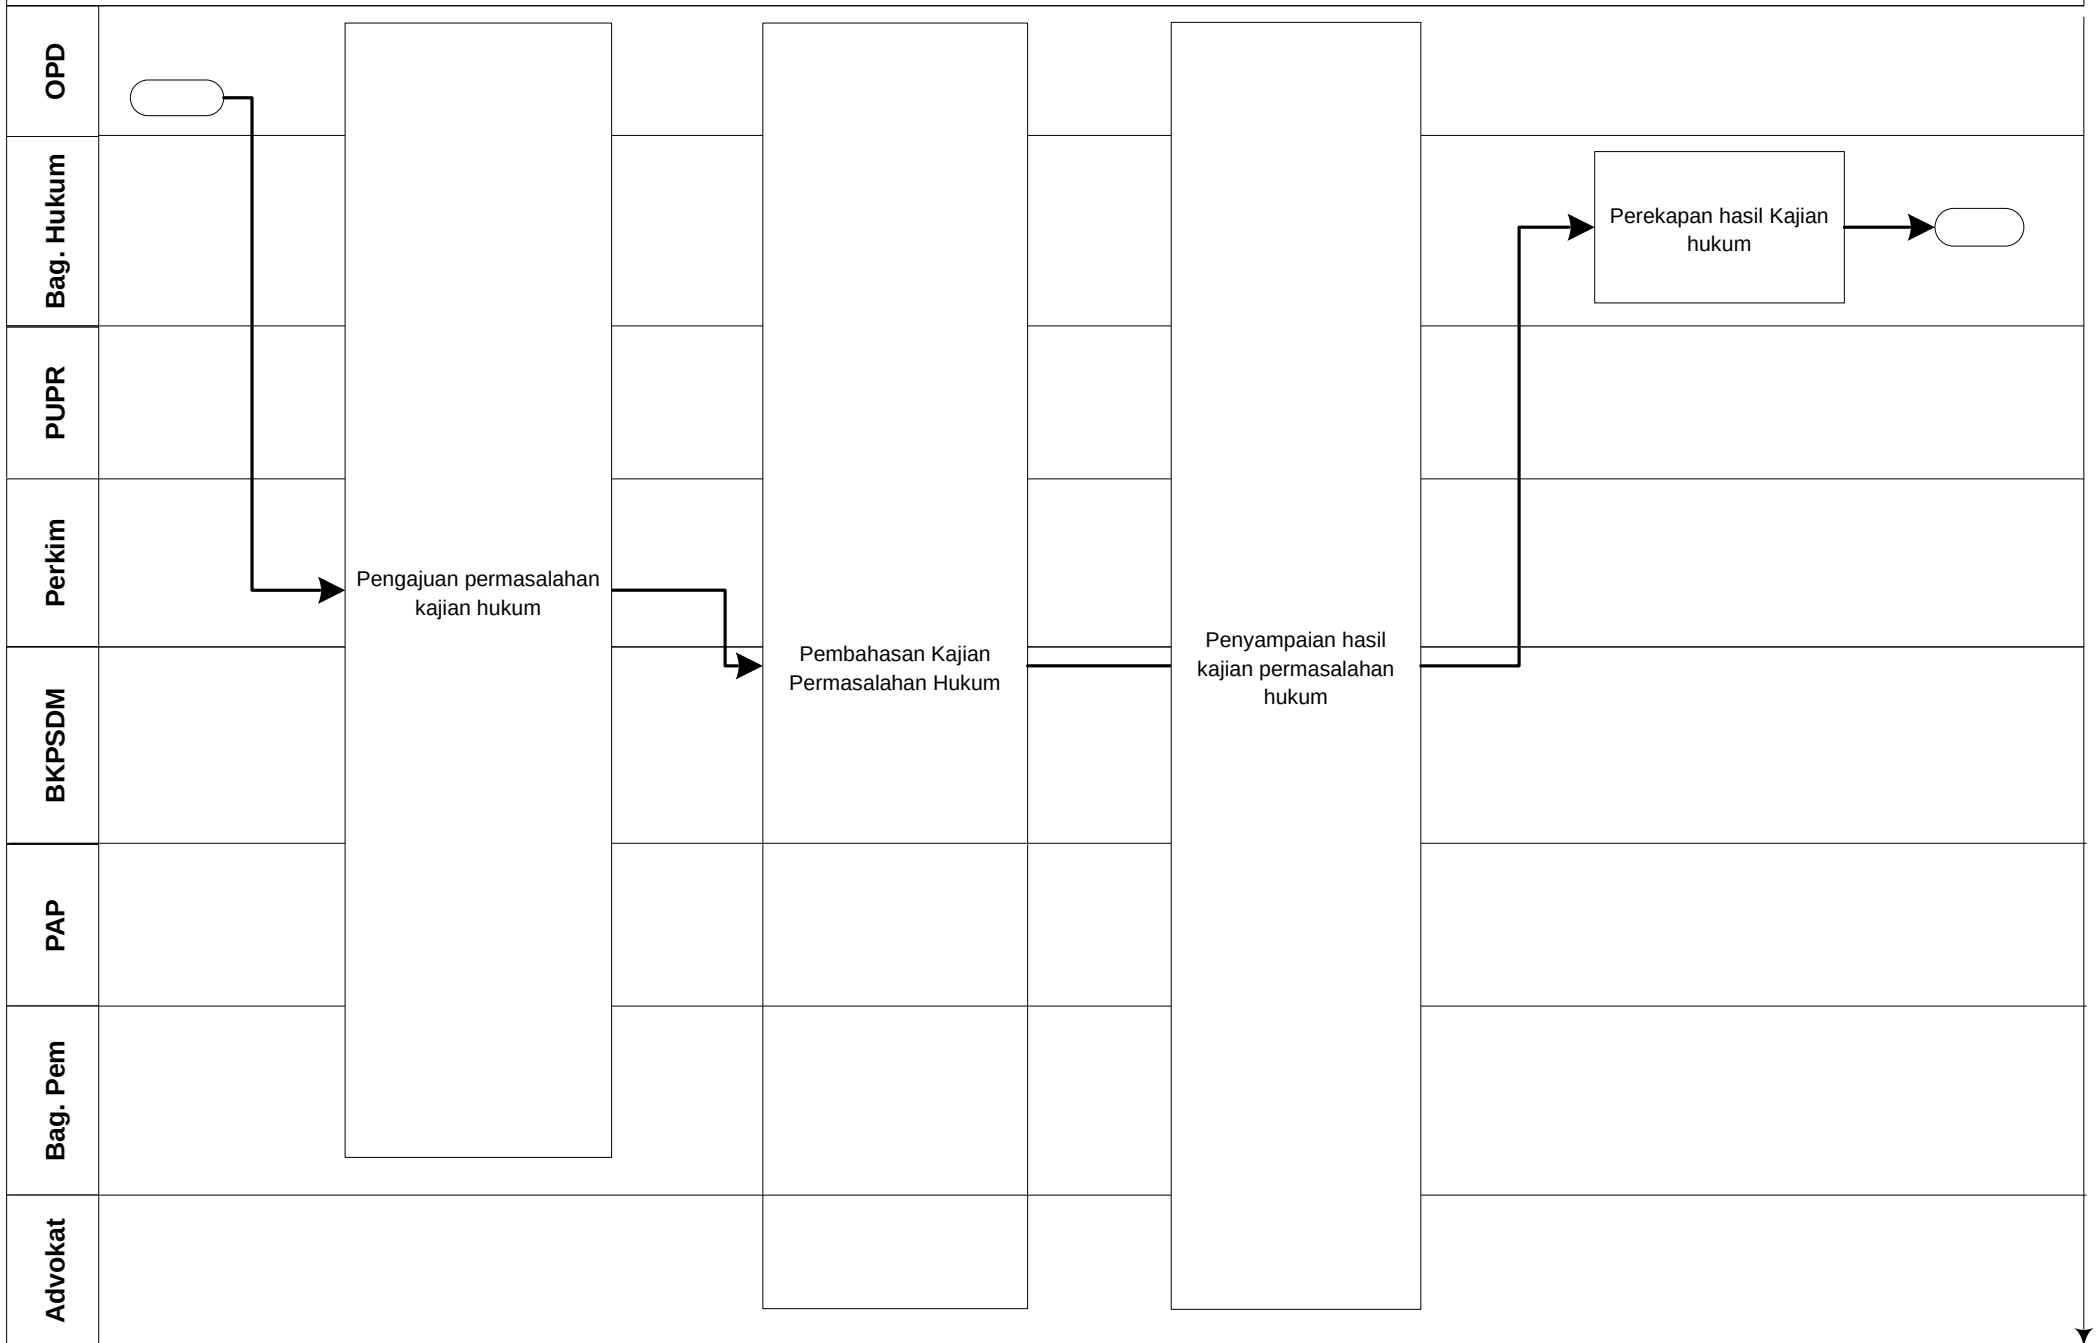 OPD
Bag. Hukum
PUPR
Perkim
BKPSDM
PAP
Bag. Pem
Advokat
Pengajuan permasalahan
kajian hukum
Pembahasan Kajian
Permasalahan Hukum
Penyampaian hasil
kajian permasalahan
hukum
Perekapan hasil Kajian
hukum